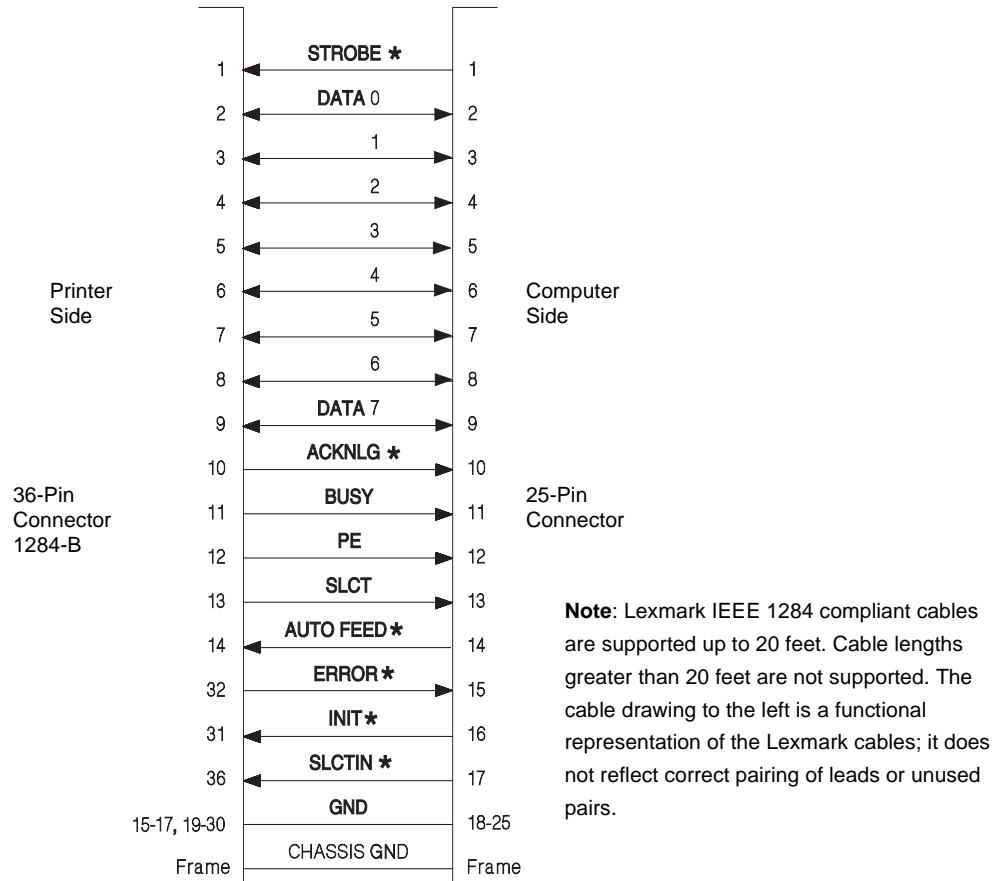 STROBE *
1 1
DATA 0
2 2
1
3 3
2
4 4
3
5 5
4
Printer
Side
6 6
Computer
Side
5
7 7
6
8 8
DATA 7
9 9
ACKNLG *
10 10
36-Pin
Connector
1284-B
BUSY
11 11
25-Pin
Connector
PE
12 12
SLCT
13 13
AUTO FEED *
14 14
ERROR *
32 15
INIT *
31 16
SLCTIN *
36 17
GND
15-17, 19-30 18-25
CHASSIS GND
Frame Frame
Note: Lexmark IEEE 1284 compliant cables
are supported up to 20 feet. Cable lengths
greater than 20 feet are not supported. The
cable drawing to the left is a functional
representation of the Lexmark cables; it does
not reflect correct pairing of leads or unused
pairs.